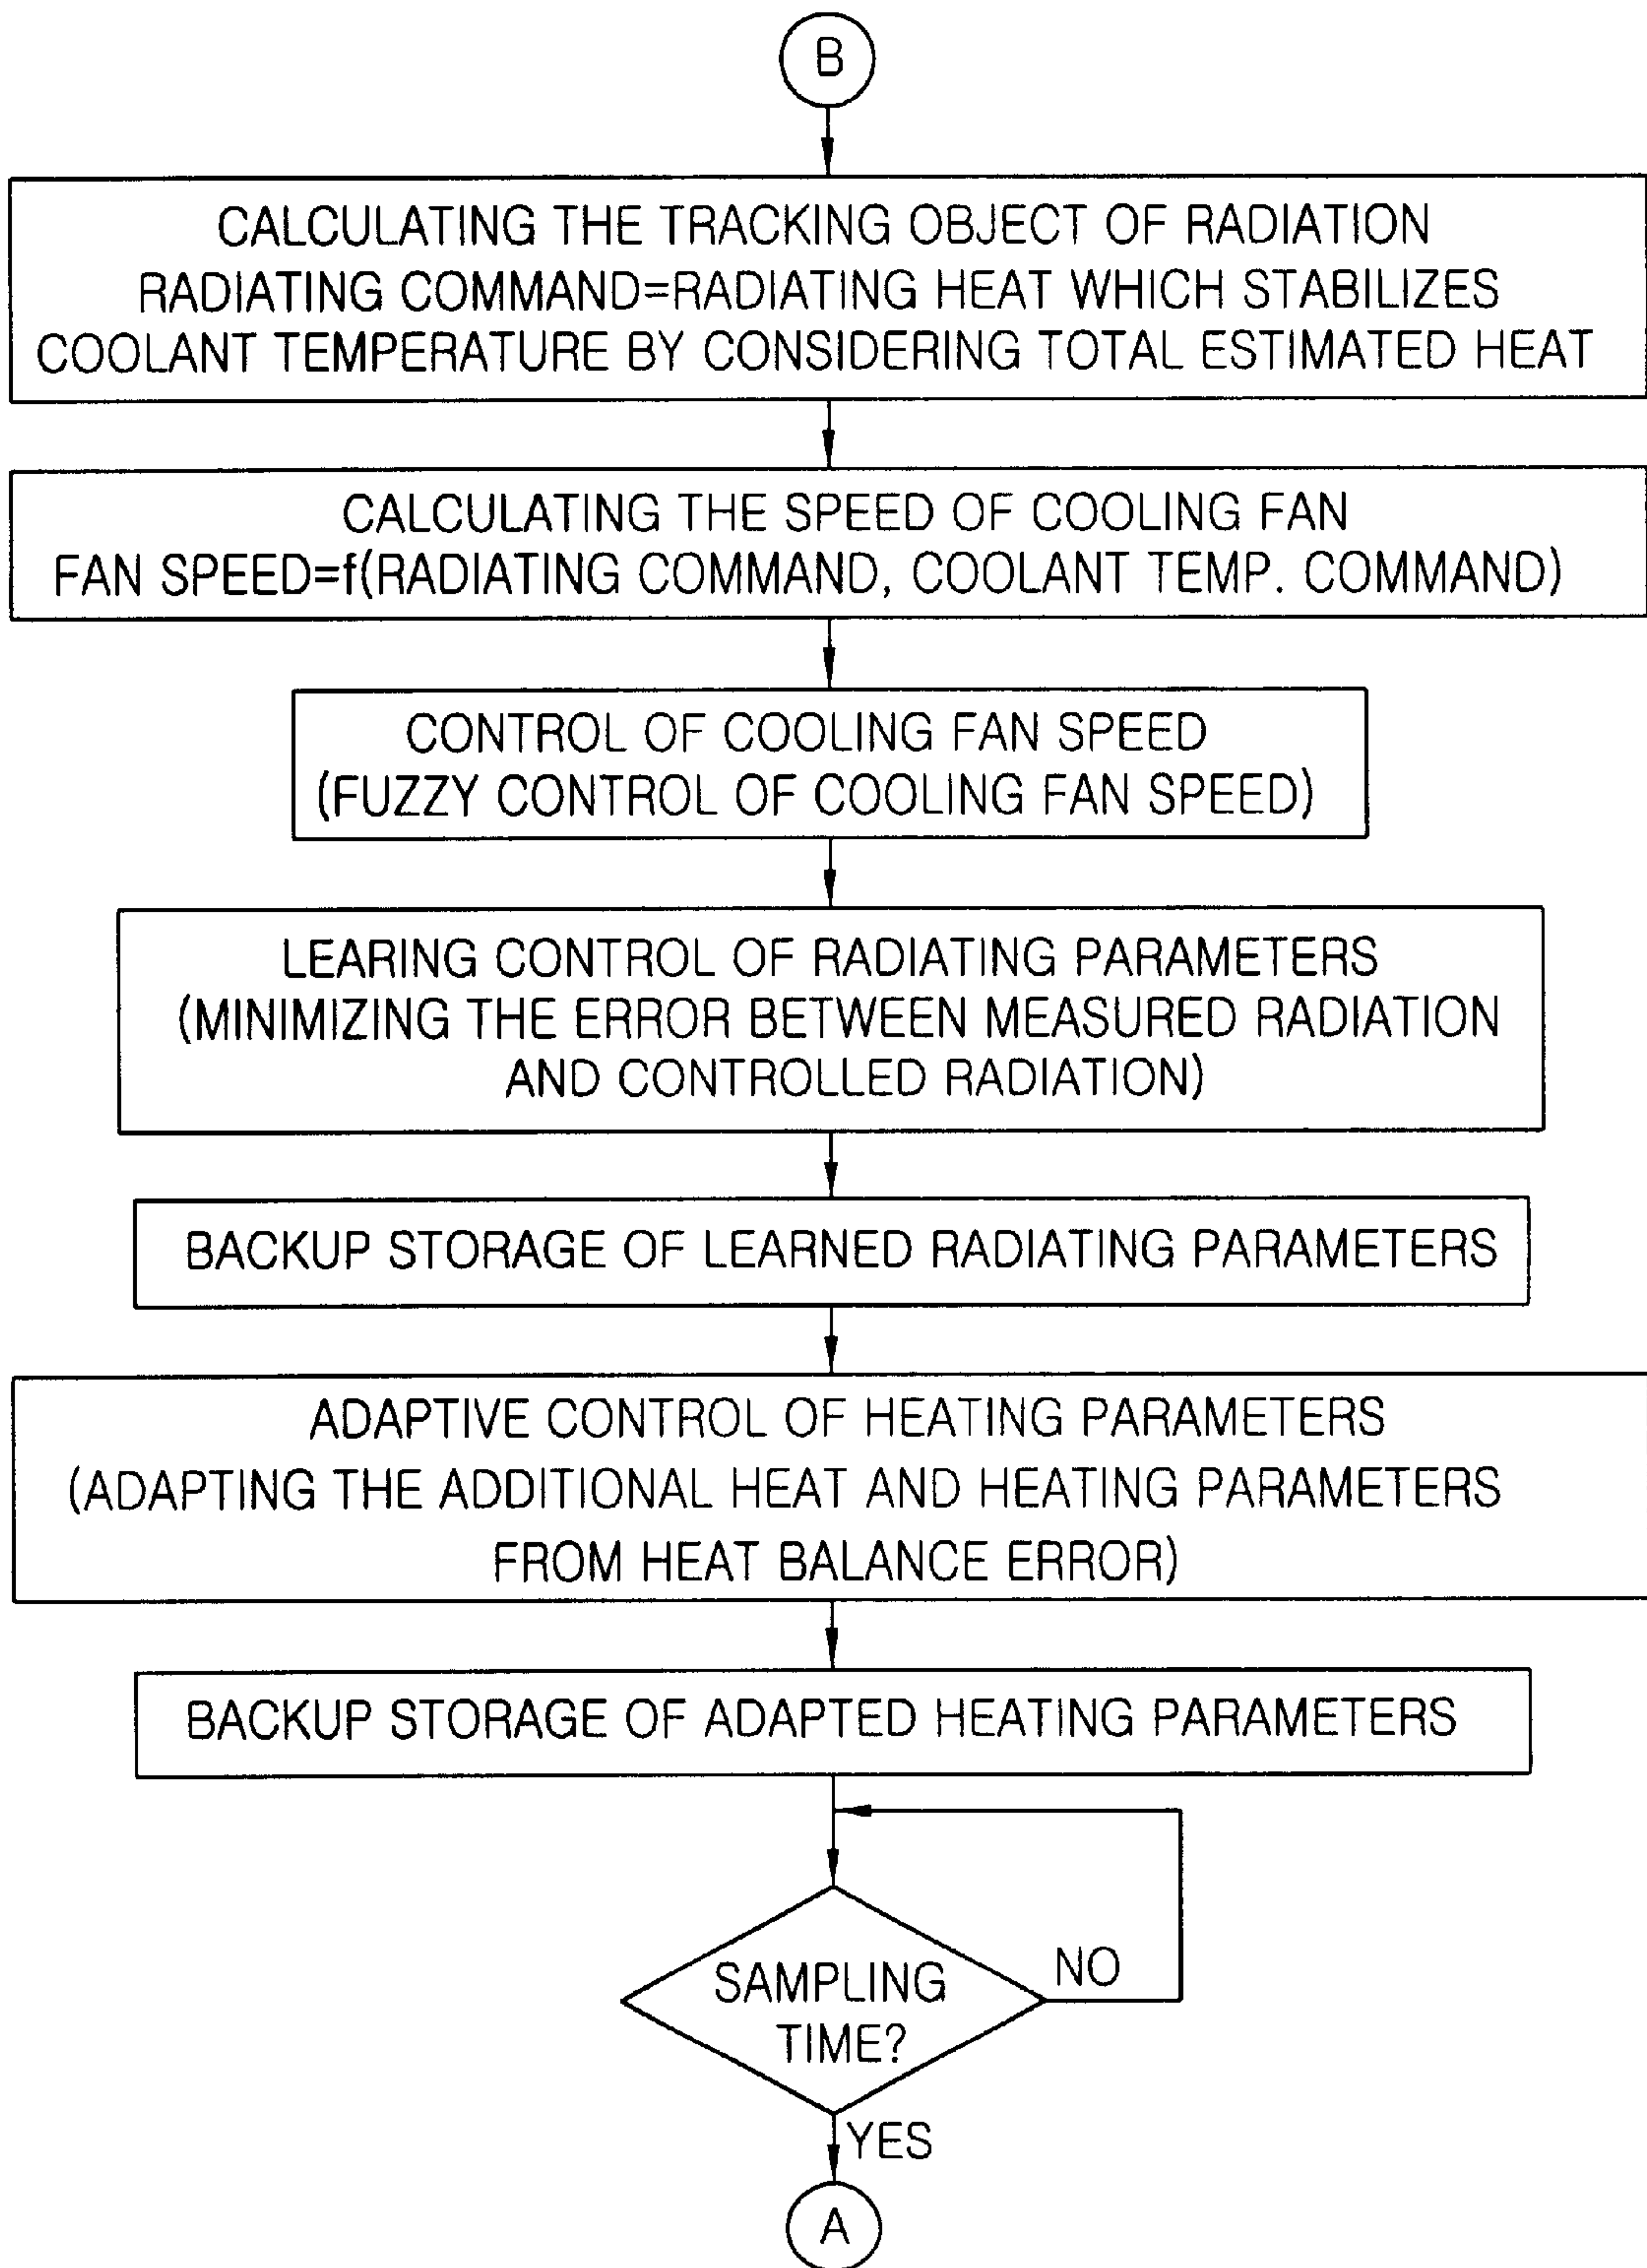 B
CALCULATING THE TRACKING OBJECT OF RADIATION
RADIATING COMMAND=RADIATING HEAT WHICH STABILIZES
COOLANT TEMPERATURE BY CONSIDERING TOTAL ESTIMATED HEAT
CALCULATING THE SPEED OF COOLING FAN
FAN SPEED=f(RADIATING COMMAND, COOLANT TEMP. COMMAND)
CONTROL OF COOLING FAN SPEED
(FUZZY CONTROL OF COOLING FAN SPEED)
LEARING CONTROL OF RADIATING PARAMETERS
(MINIMIZING THE ERROR BETWEEN MEASURED RADIATION
AND CONTROLLED RADIATION)
BACKUP STORAGE OF LEARNED RADIATING PARAMETERS
ADAPTIVE CONTROL OF HEATING PARAMETERS
(ADAPTING THE ADDITIONAL HEAT AND HEATING PARAMETERS
FROM HEAT BALANCE ERROR)
BACKUP STORAGE OF ADAPTED HEATING PARAMETERS
NO
SAMPLING
TIME?
YES
A